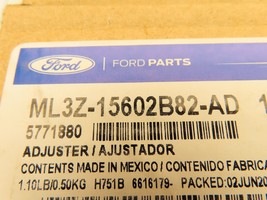 Ford FORD PARTS
ML3Z-15602B82-AD 1
5771880
ADJUSTER / AJUSTADOR
CONTENTS MADE IN MEXICO / CONTENIDO FABRICA
1.10LB/0.50KG H751B 6616179- PACKED:02JUN20